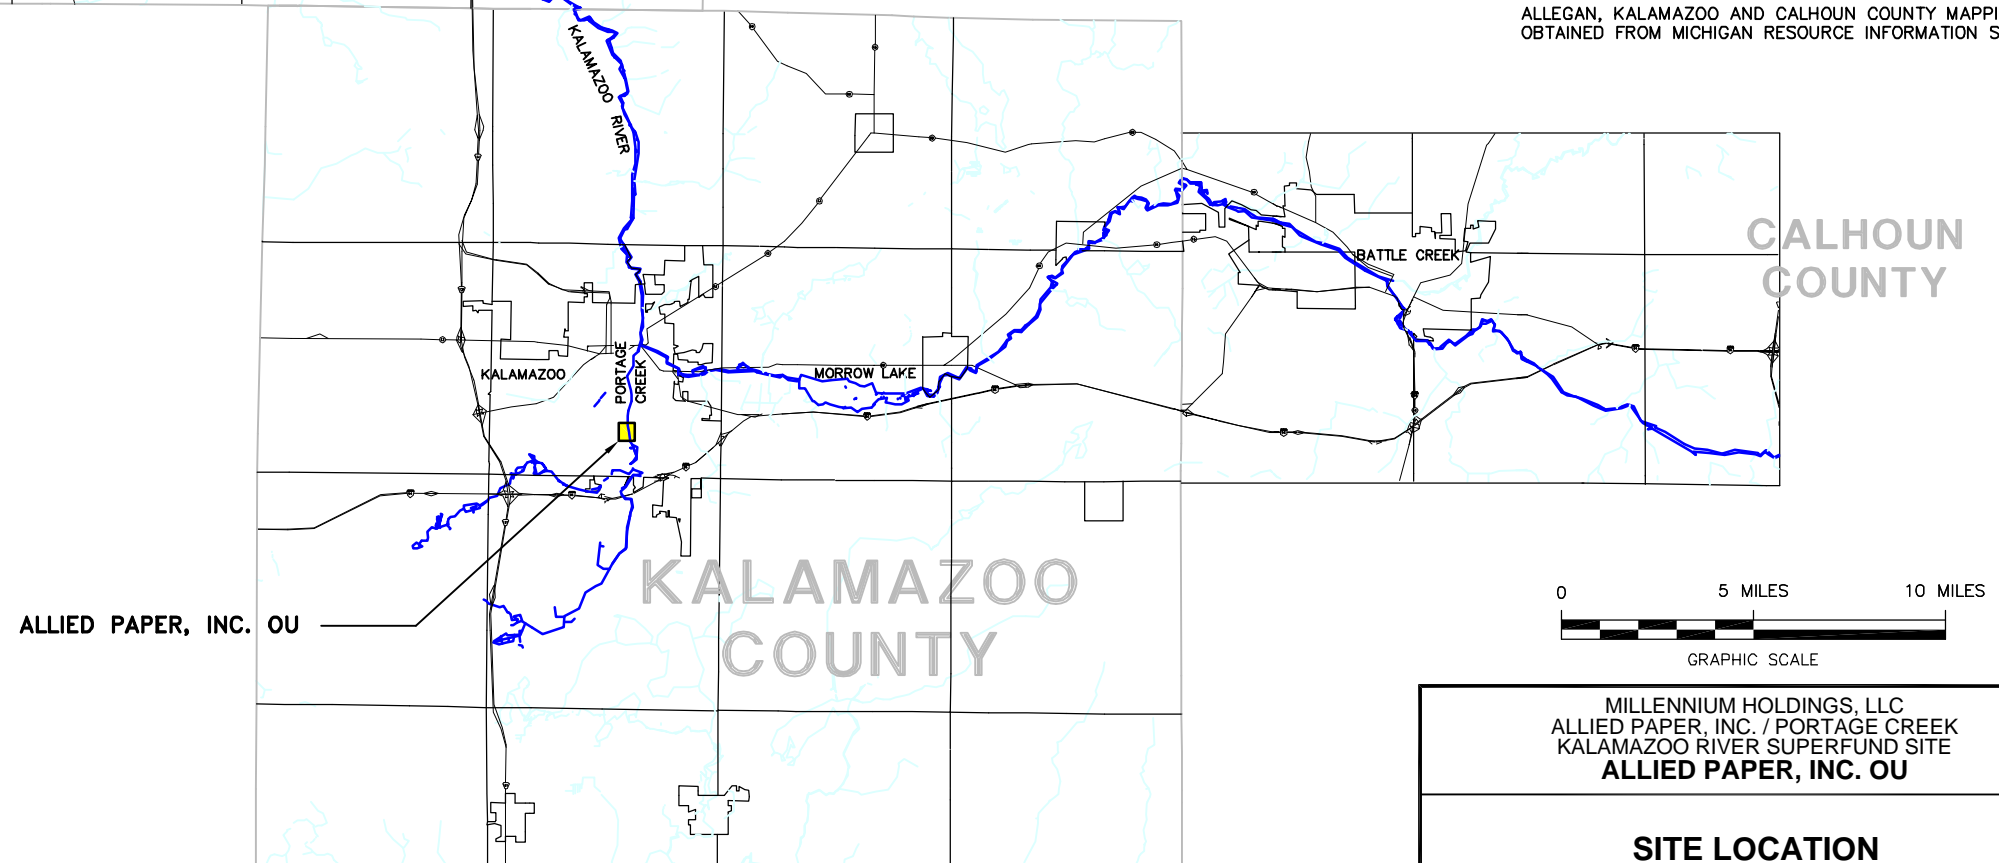 ALLEGAN, KALAMAZOO AND CALHOUN COUNTY MAPPI
OBTAINED FROM MICHIGAN RESOURCE INFORMATION S
KALAMAZOO RIVER
CALHOUN
COUNTY
BATTLE CREEK
PORTAGE
CREEK
KALAMAZOO
MORROW LAKE
KALAMAZOO
COUNTY
ALLIED PAPER, INC. OU
0 5 MILES 10 MILES
GRAPHIC SCALE
MILLENNIUM HOLDINGS, LLC
ALLIED PAPER, INC. / PORTAGE CREEK
KALAMAZOO RIVER SUPERFUND SITE
ALLIED PAPER, INC. OU
SITE LOCATION